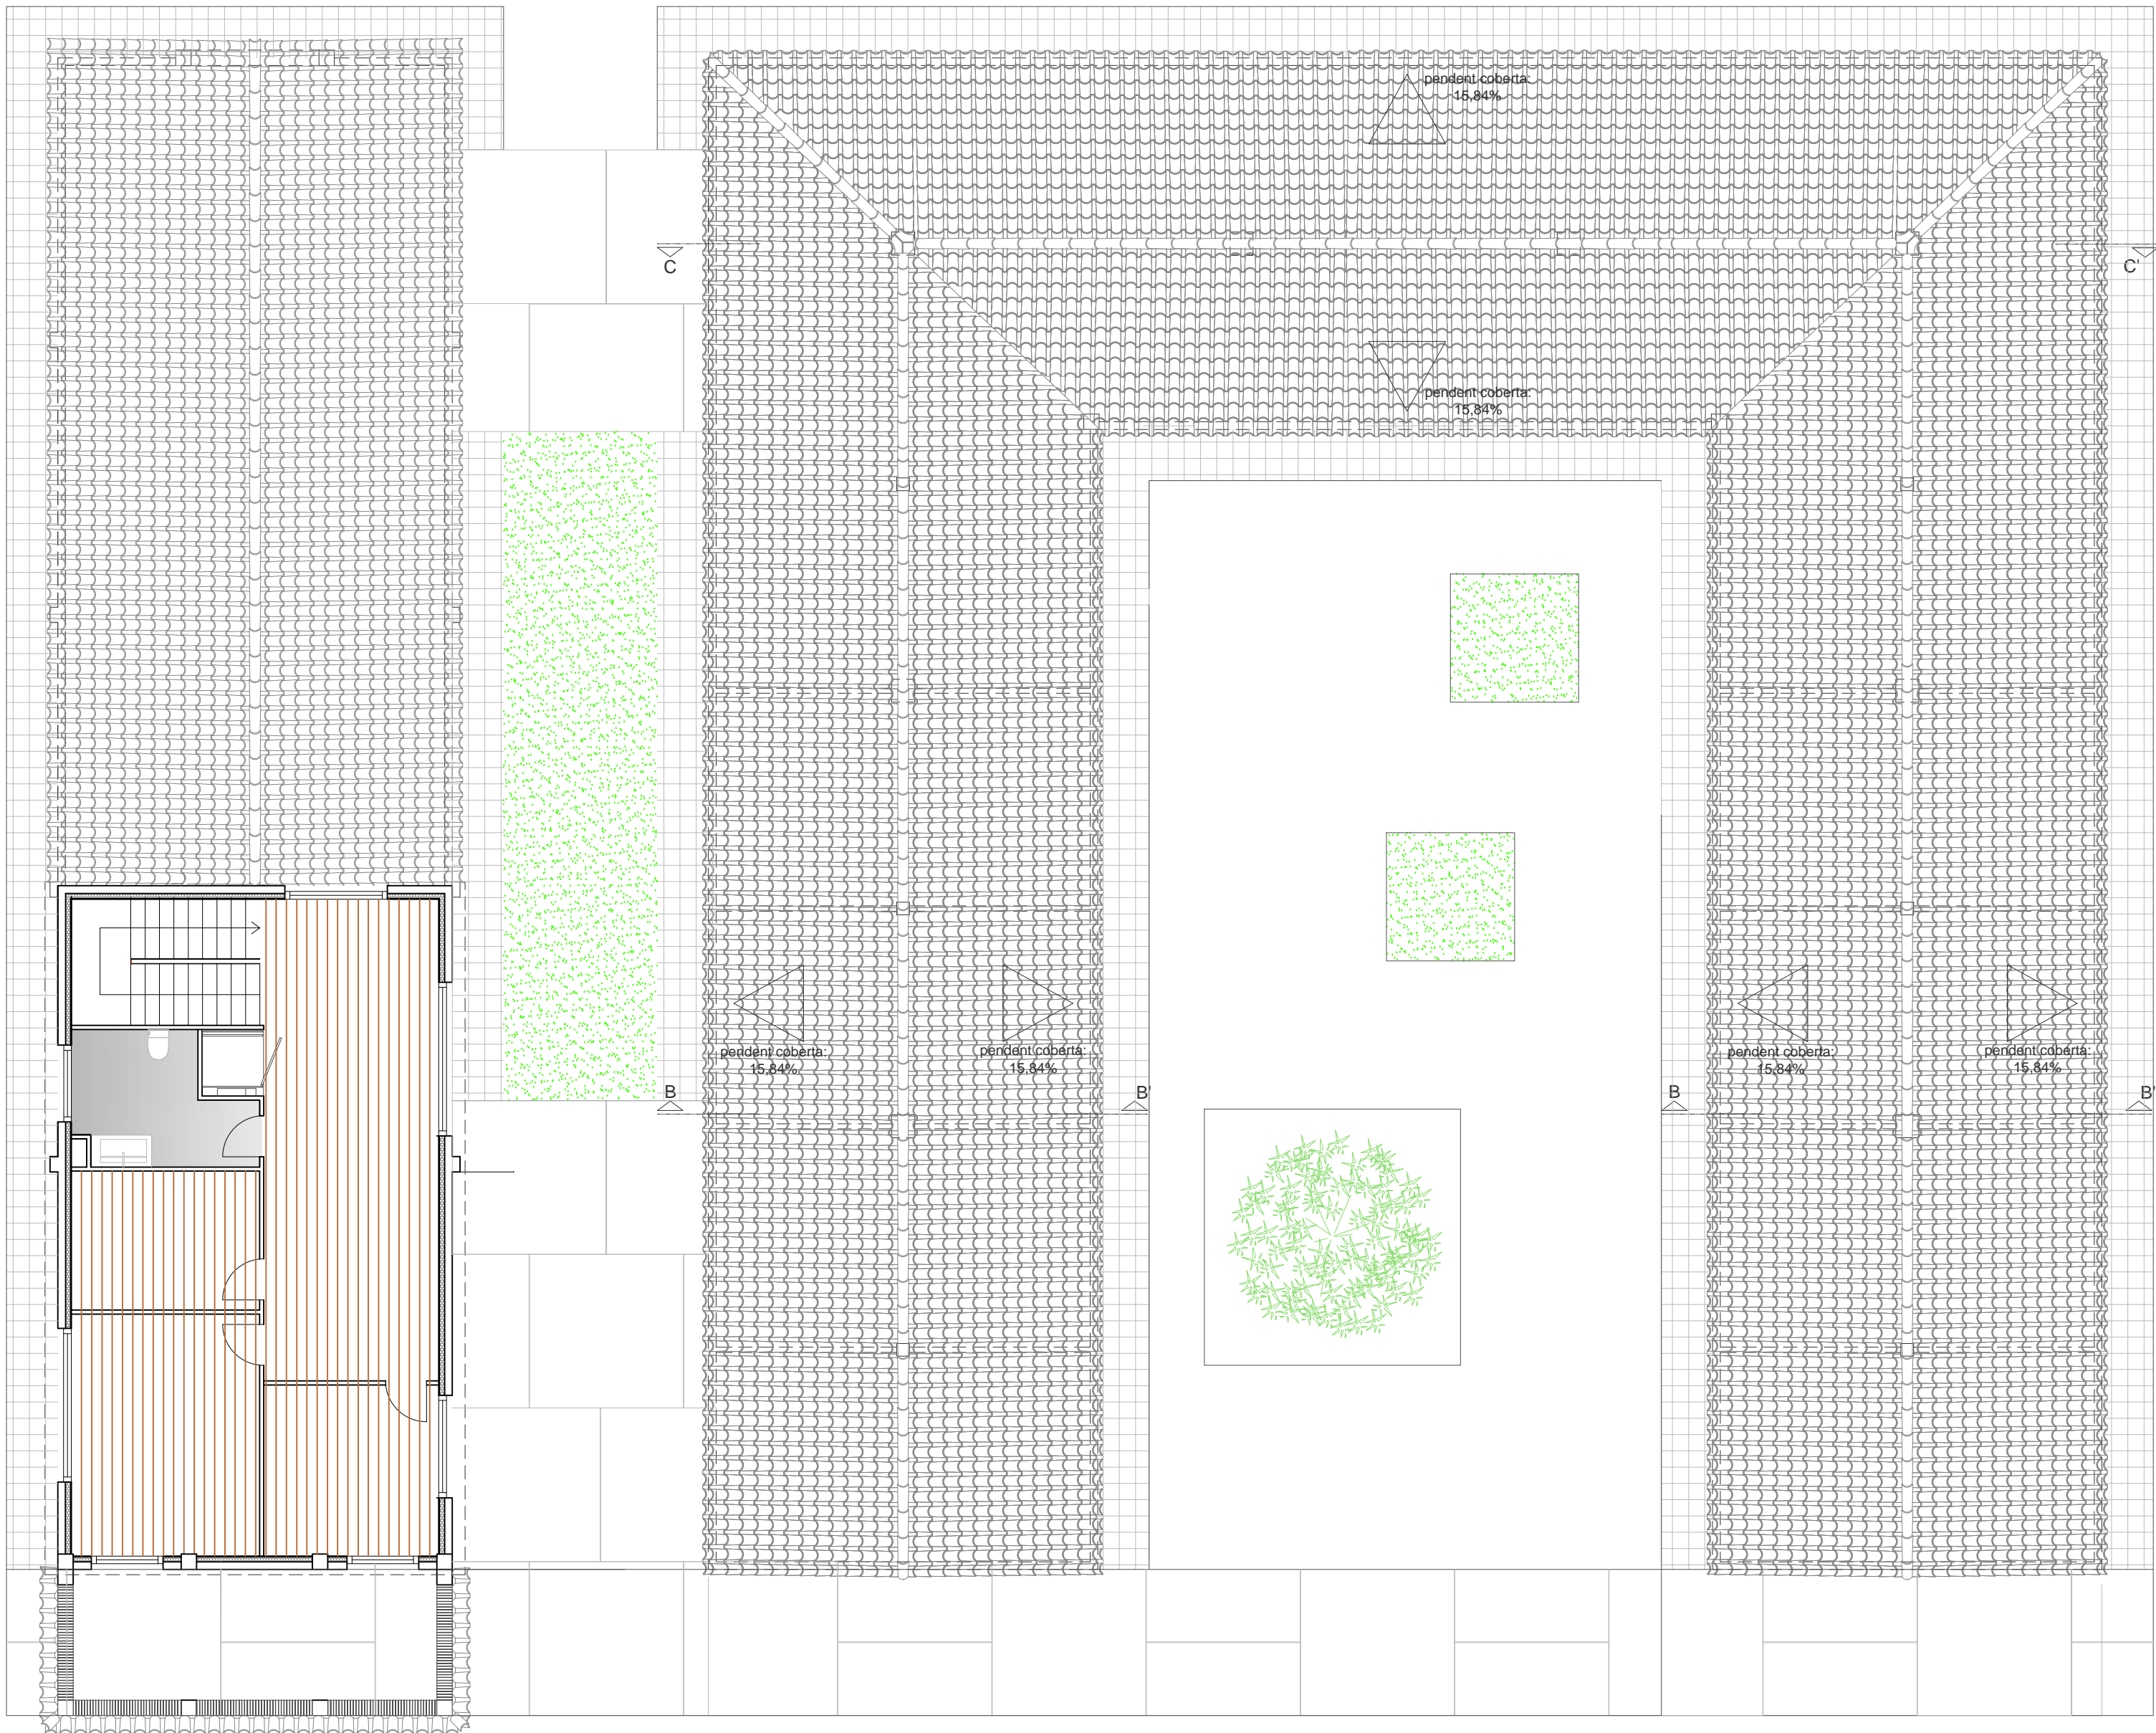 pendent coberta:
15,84%
C
C'
pendent coberta:
15,84%
pendent coberta:
15,84%
pendent coberta:
15,84%
pendent coberta:
15,84%
pendent coberta:
15,84%
B
B'
B
B'